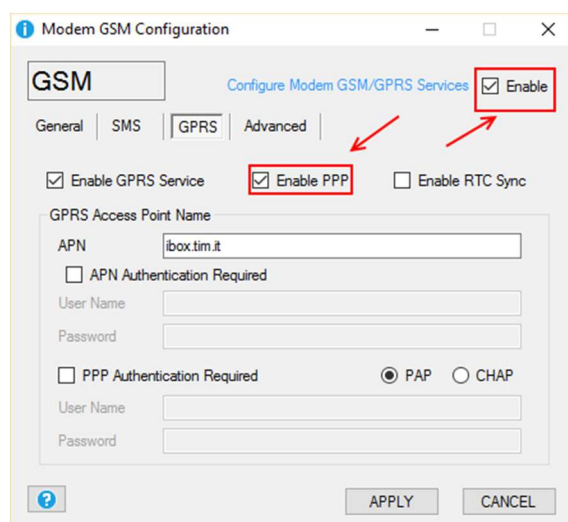 Modem GSM Configuration
GSM
Configure Modem GSM/GPRS Services Enable
General SMS GPRS Advanced
Enable GPRS Service Enable PPP Enable RTC Sync
GPRS Access Point Name
APN ibox.tim.it
APN Authentication Required
User Name
Password
PPP Authentication Required PAP CHAP
User Name
Password
? APPLY CANCEL